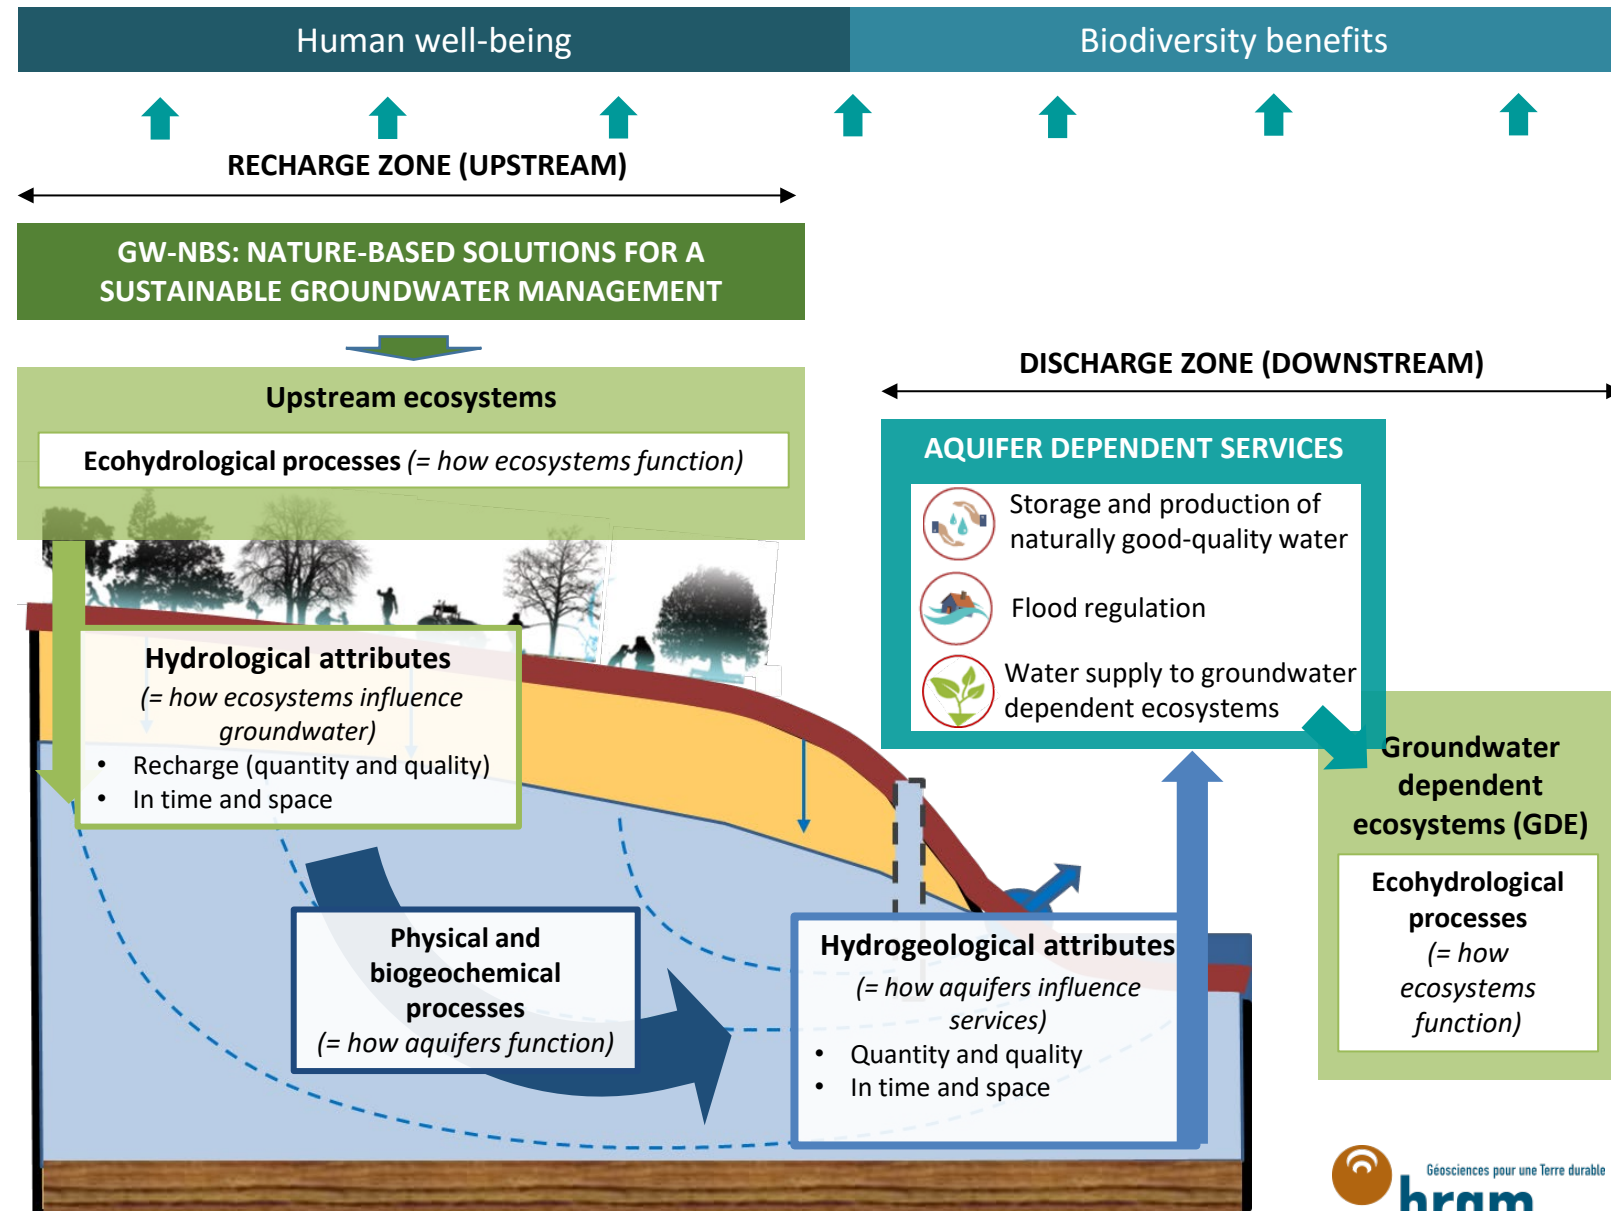 Human well-being
Biodiversity benefits
RECHARGE ZONE (UPSTREAM)
GW-NBS: NATURE-BASED SOLUTIONS FOR A
SUSTAINABLE GROUNDWATER MANAGEMENT
Upstream ecosystems
Ecohydrological processes (= how ecosystems function)
Hydrological attributes
(= how ecosystems influence
groundwater)
• Recharge (quantity and quality)
• In time and space
Physical and
biogeochemical
processes
(= how aquifers function)
Hydrogeological attributes
(= how aquifers influence
services)
• Quantity and quality
• In time and space
DISCHARGE ZONE (DOWNSTREAM)
AQUIFER DEPENDENT SERVICES
Storage and production of
naturally good-quality water
Flood regulation
Water supply to groundwater
dependent ecosystems
Groundwater
dependent
ecosystems (GDE)
Ecohydrological
processes
(= how
ecosystems
function)
Géosciences pour une Terre durable
brgm